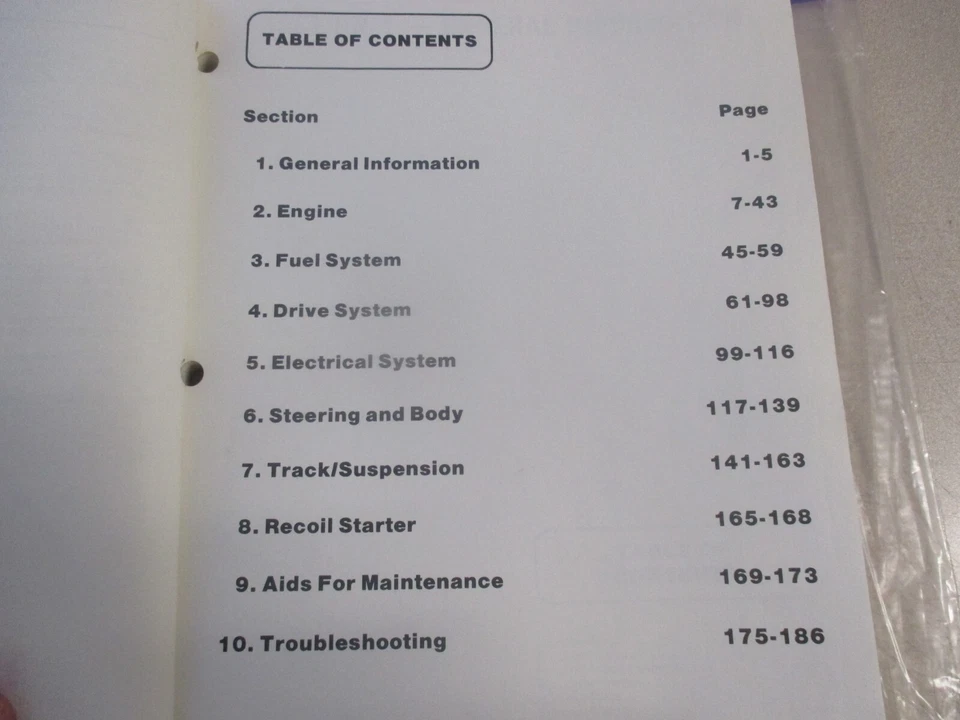 TABLE OF CONTENTS
Section Page
1. General Information 1-5
2. Engine 7-43
3. Fuel System 45-59
4. Drive System 61-98
5. Electrical System 99-116
6. Steering and Body 117-139
7. Track/Suspension 141-163
8. Recoil Starter 165-168
9. Aids For Maintenance 169-173
10. Troubleshooting 175-186